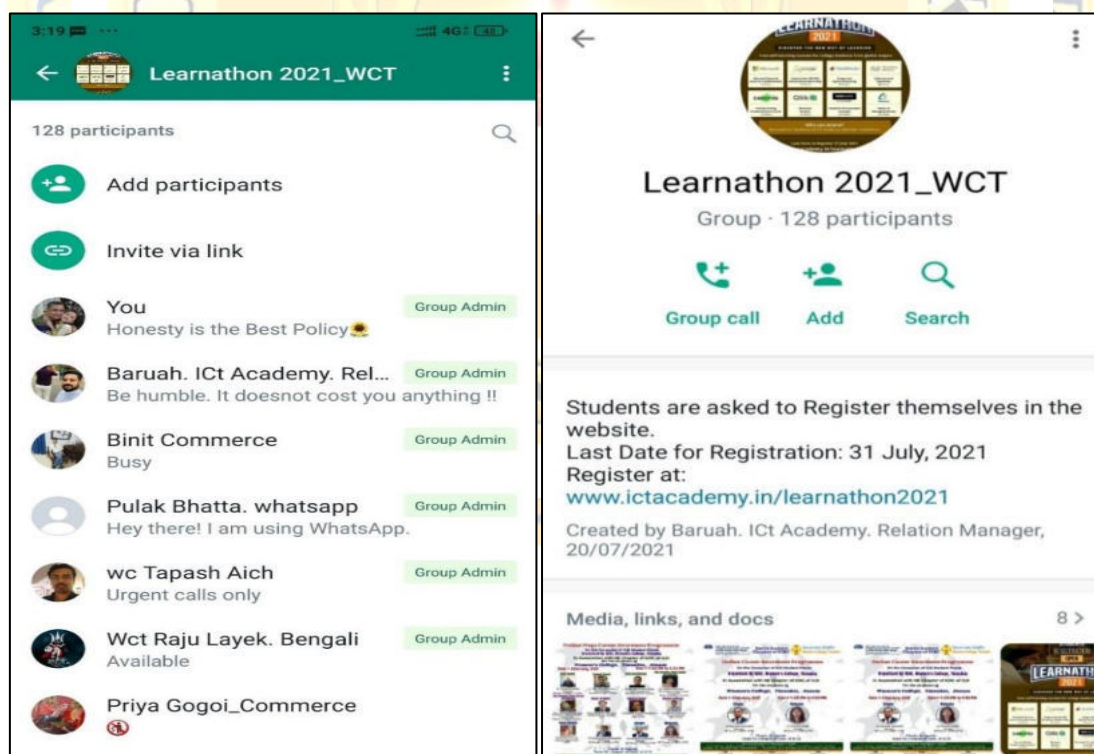 3:19
4G
48
Learnathon 2021_WCT
128 participants
Add participants
Invite via link
You
Group Admin
Honesty is the Best Policy🌻
Baruah. ICt Academy. Rel...
Group Admin
Be humble. It doesnot cost you anything !!
Binit Commerce
Group Admin
Busy
Pulak Bhatta. whatsapp
Group Admin
Hey there! I am using WhatsApp.
wc Tapash Aich
Group Admin
Urgent calls only
Wct Raju Layek. Bengali
Group Admin
Available
Priya Gogoi_Commerce
🚯
LEARNATHON
2021
Learnathon 2021_WCT
Group · 128 participants
Group call
Add
Search
Students are asked to Register themselves in the
website.
Last Date for Registration: 31 July, 2021
Register at:
www.ictacademy.in/learnathon2021
Created by Baruah. ICt Academy. Relation Manager,
20/07/2021
Media, links, and docs
8 >